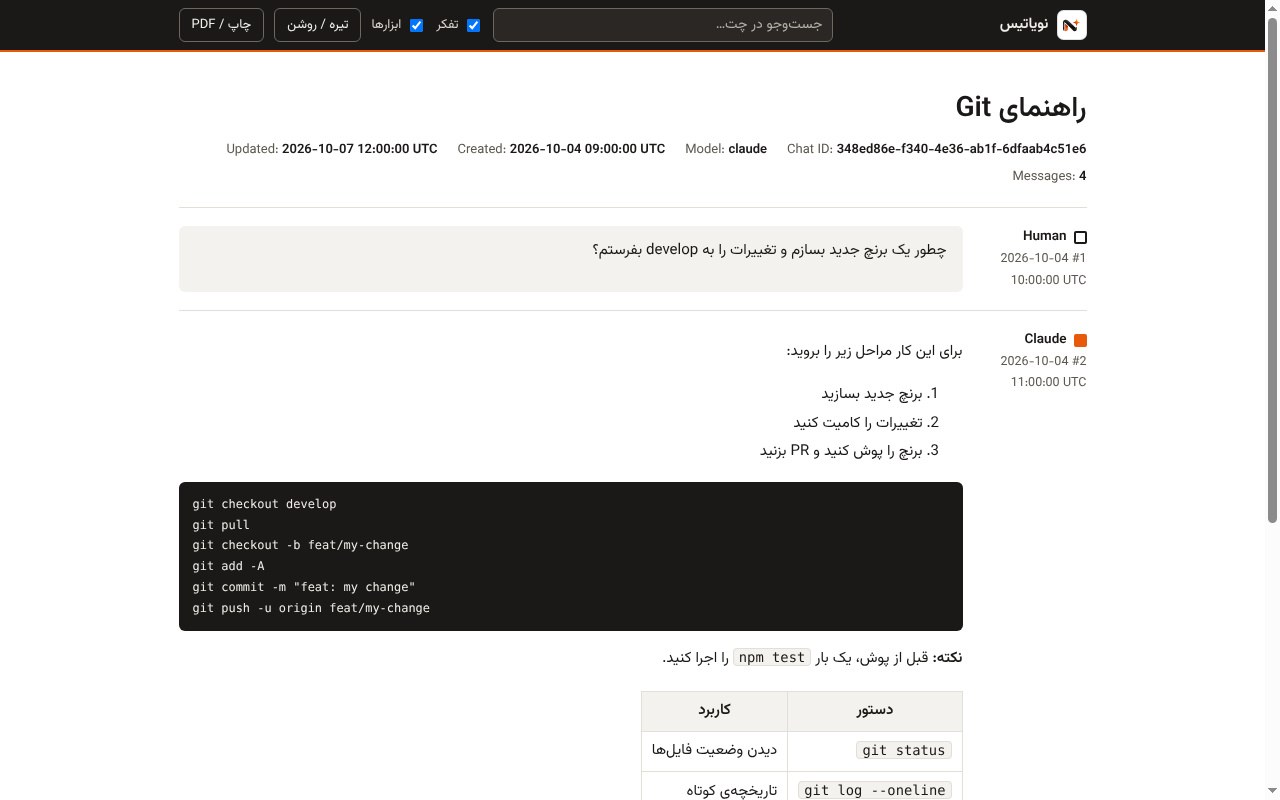 نویاتیس
جست‌وجو در چت…
تفکر
ابزارها
تیره / روشن
چاپ / PDF
راهنمای Git
Chat ID: 348ed86e-f340-4e36-ab1f-6dfaab4c51e6 Model: claude Created: 2026-10-04 09:00:00 UTC Updated: 2026-10-07 12:00:00 UTC
Messages: 4
Human
#1 2026-10-04
10:00:00 UTC
چطور یک برنچ جدید بسازم و تغییرات را به develop بفرستم؟
Claude
#2 2026-10-04
11:00:00 UTC
برای این کار مراحل زیر را بروید:
1. برنچ جدید بسازید
2. تغییرات را کامیت کنید
3. برنچ را پوش کنید و PR بزنید
git checkout develop
git pull
git checkout -b feat/my-change
git add -A
git commit -m "feat: my change"
git push -u origin feat/my-change
نکته: قبل از پوش، یک بار npm test را اجرا کنید.
دستور کاربرد
git status دیدن وضعیت فایل‌ها
git log --oneline تاریخچه‌ی کوتاه